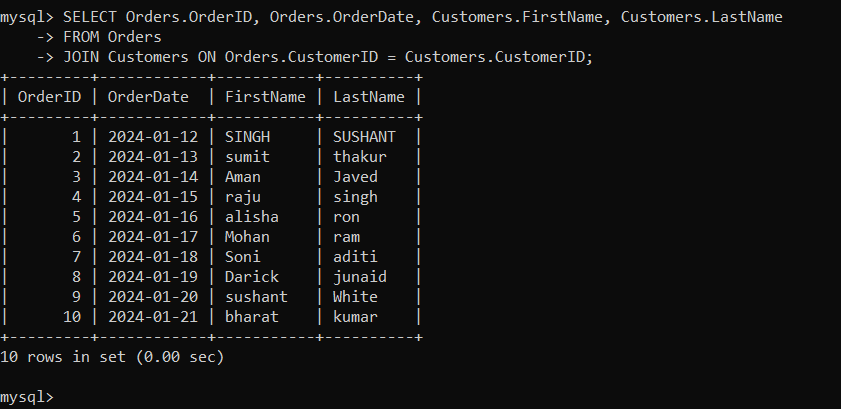 mysql> SELECT Orders.OrderID, Orders.OrderDate, Customers.FirstName, Customers.LastName
    -> FROM Orders
    -> JOIN Customers ON Orders.CustomerID = Customers.CustomerID;
+---------+------------+-----------+----------+
| OrderID | OrderDate  | FirstName | LastName |
+---------+------------+-----------+----------+
|       1 | 2024-01-12 | SINGH     | SUSHANT  |
|       2 | 2024-01-13 | sumit     | thakur   |
|       3 | 2024-01-14 | Aman      | Javed    |
|       4 | 2024-01-15 | raju      | singh    |
|       5 | 2024-01-16 | alisha    | ron      |
|       6 | 2024-01-17 | Mohan     | ram      |
|       7 | 2024-01-18 | Soni      | aditi    |
|       8 | 2024-01-19 | Darick    | junaid   |
|       9 | 2024-01-20 | sushant   | White    |
|      10 | 2024-01-21 | bharat    | kumar    |
+---------+------------+-----------+----------+
10 rows in set (0.00 sec)

mysql>